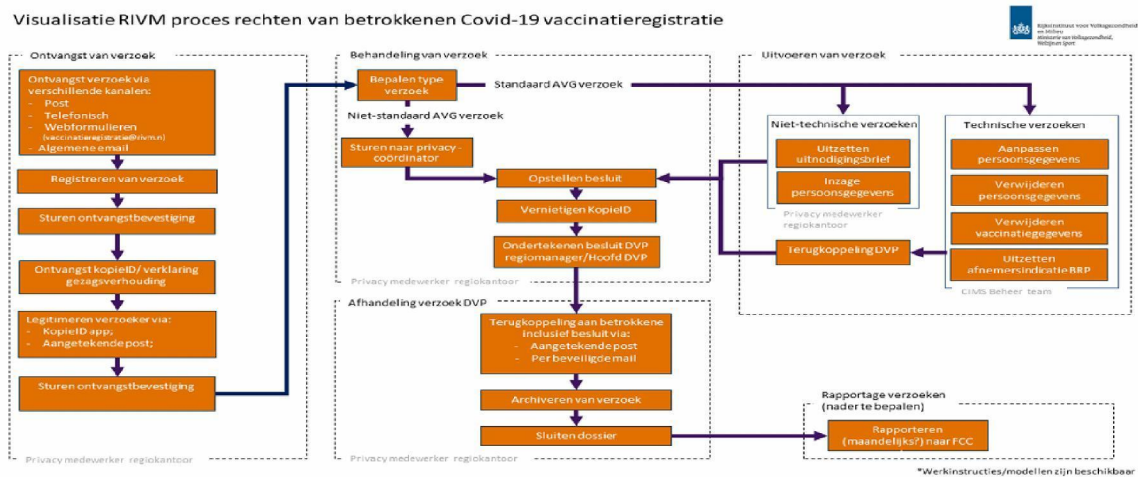 Visualisatie RIVM proces rechten van betrokkenen Covid-19 vaccinatieregistratie
Rijksinstituut voor Volksgezondheid
en Milieu
Ministerie van Volksgezondheid,
Welzijn en Sport
Ontvangst van verzoek
Ontvangst verzoek via
verschillende kanalen:
- Post
- Telefonisch
- Webformulieren
(vaccinatieregistratie@rivm.n)
- Algemene email
Registreren van verzoek
Sturen ontvangstbevestiging
Ontvangst kopieID/ verklaring
gezagsverhouding
Legitimeren verzoeker via:
- KopieID app;
- Aangetekende post;
Sturen ontvangstbevestiging
Privacy medewerker regiokantoor
Behandeling van verzoek
Bepalen type
verzoek
Standaard AVG verzoek
Niet-standaard AVG verzoek
Sturen naar privacy-
coördinator
Opstellen besluit
Vernietigen KopieID
Ondertekenen besluit DVP
regiomanager/Hoofd DVP
Privacy medewerker regiokantoor
Afhandeling verzoek DVP
Terugkoppeling aan betrokkene
inclusief besluit via:
- Aangetekende post
- Per beveiligde mail
Archiveren van verzoek
Sluiten dossier
Privacy medewerker regiokantoor
Uitvoeren van verzoek
Niet-technische verzoeken
Uitzetten
uitnodigingsbrief
Inzage
persoonsgegevens
Privacy medewerker
regiokantoor
Terugkoppeling DVP
Technische verzoeken
Aanpassen
persoonsgegevens
Verwijderen
persoonsgegevens
Verwijderen
vaccinatiegegevens
Uitzetten
afnemersindicatie BRP
CIMS Beheer team
Rapportage verzoeken
(nader te bepalen)
Rapporteren
(maandelijks?) naar FCC
*Werkinstructies/modellen zijn beschikbaar